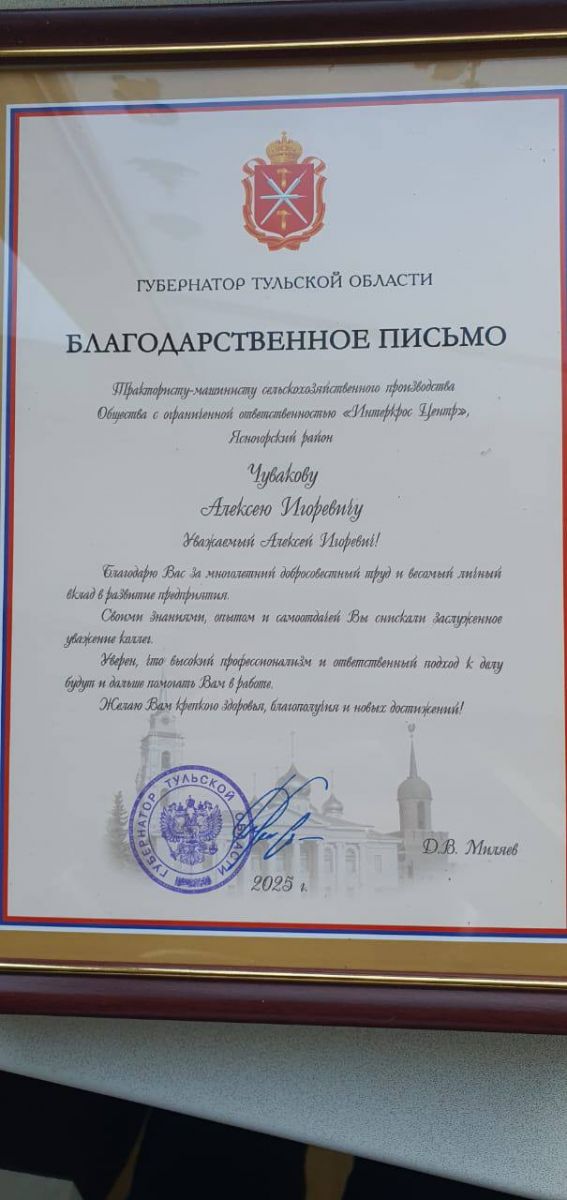 ГУБЕРНАТОР ТУЛЬСКОЙ ОБЛАСТИ
БЛАГОДАРСТВЕННОЕ ПИСЬМО
Трактористу-машинисту сельскохозяйственного производства
Общества с ограниченной ответственностью «Интеркрос Центр»,
Ясногорский район
Чувакову
Алексею Игоревичу
Уважаемый Алексей Игоревич!
Благодарю Вас за многолетний добросовестный труд и весомый личный
вклад в развитие предприятия.
Своими знаниями, опытом и самоотдачей Вы снискали заслуженное
уважение коллег.
Уверен, что высокий профессионализм и ответственный подход к делу
будут и дальше помогать Вам в работе.
Желаю Вам крепкого здоровья, благополучия и новых достижений!
ГУБЕРНАТОР ТУЛЬСКОЙ ОБЛАСТИ
Д.В. Миляев
2025 г.